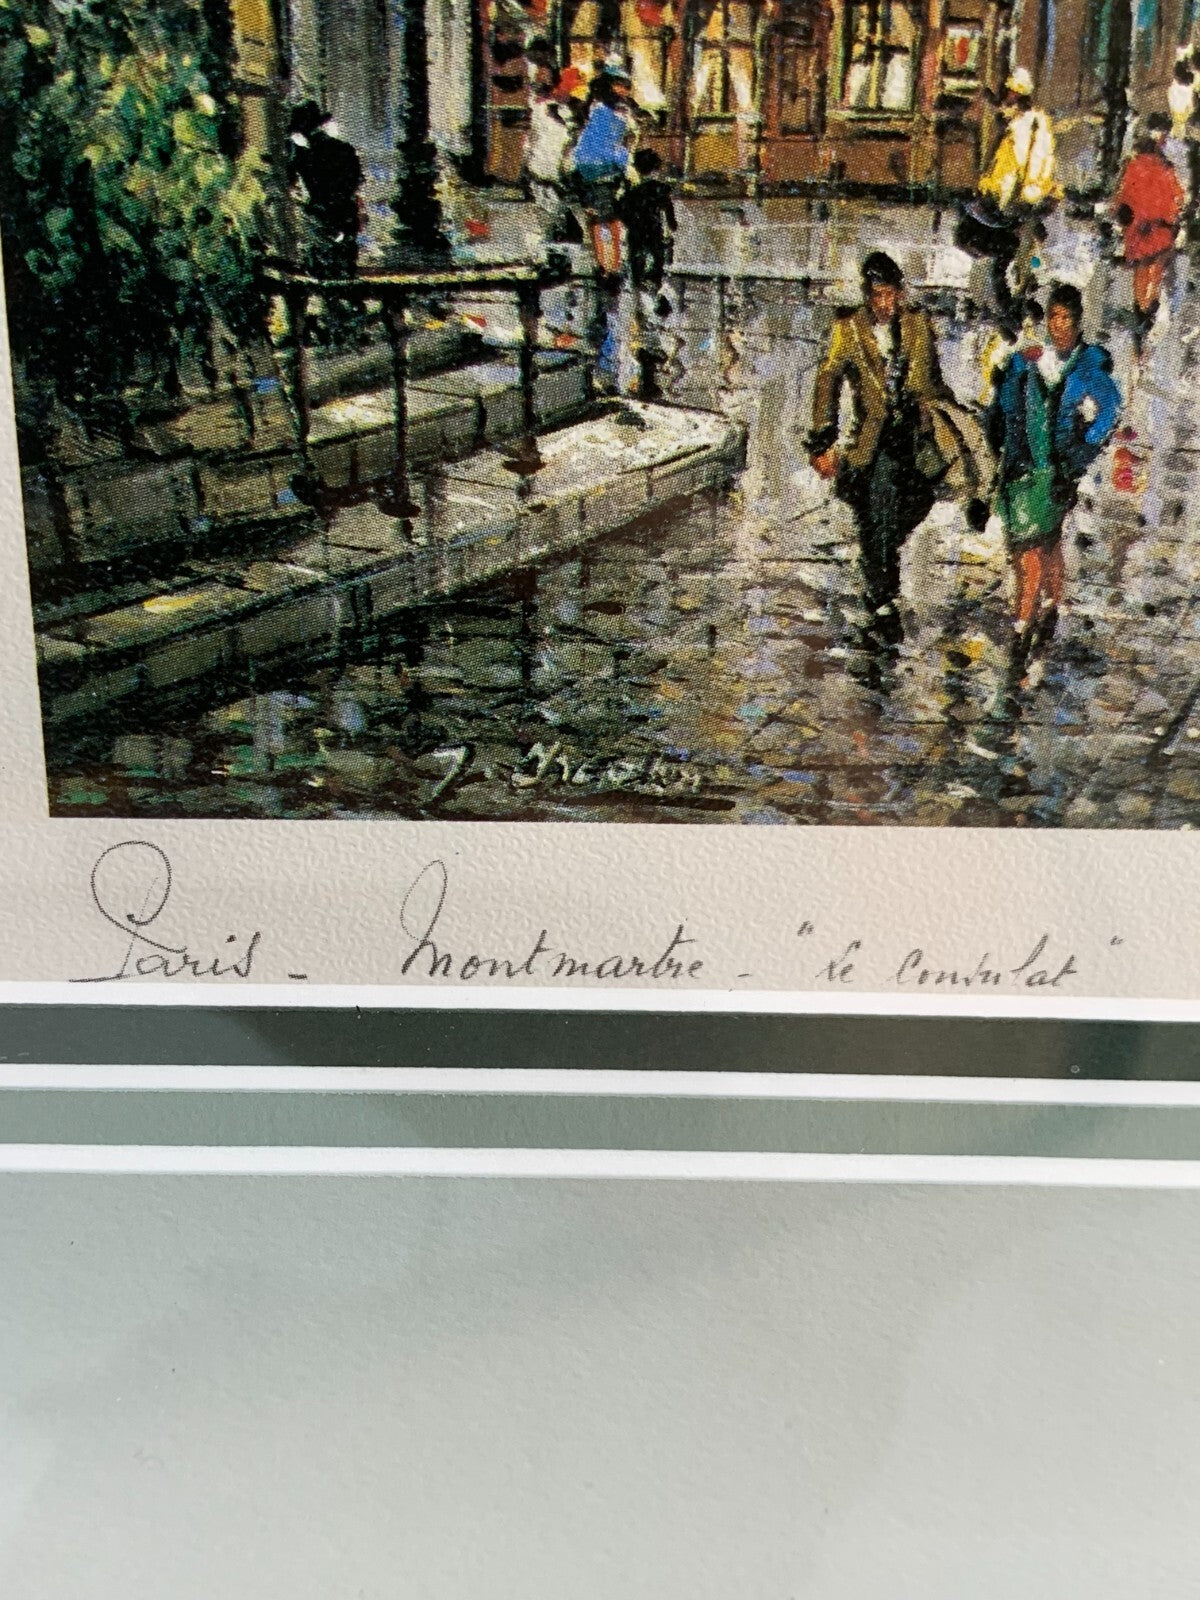 Paris - Montmartre - "Le Consulat"